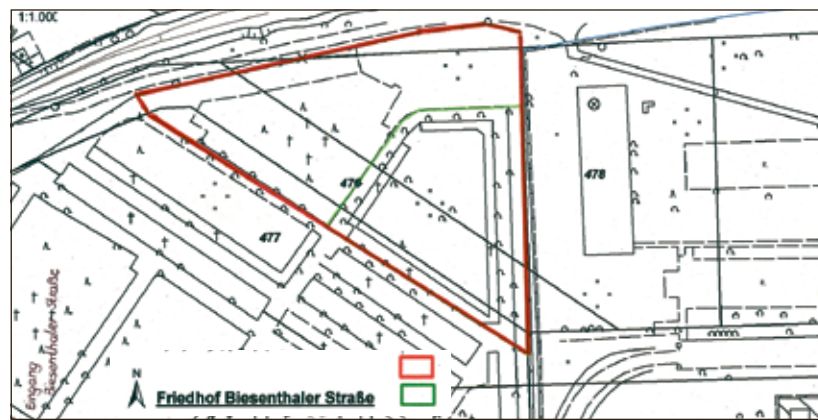 1:1.000
476
478
477
Eingang
Biesenthaler Straße
N
Friedhof Biesenthaler Straße